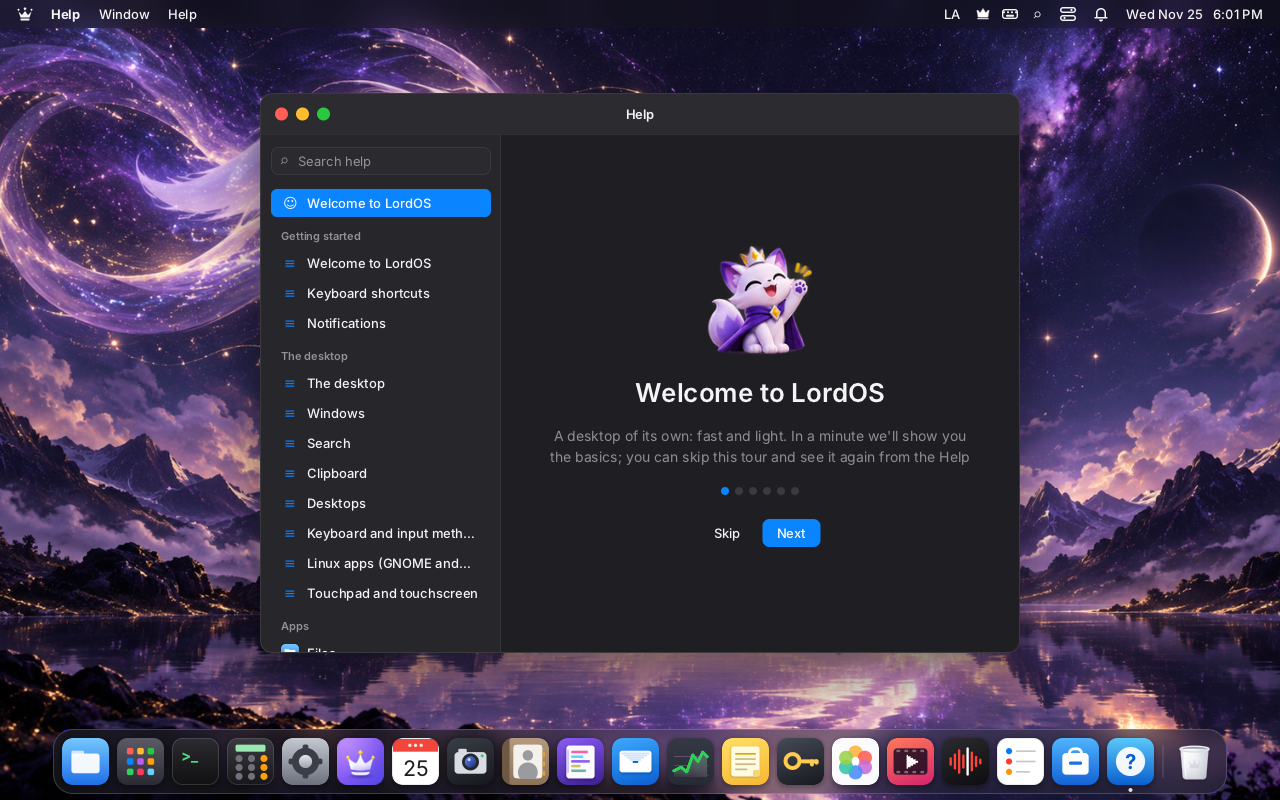 Help Window Help LA Wed Nov 25 6:01 PM
Help
Search help
Welcome to LordOS
Getting started
Welcome to LordOS
Keyboard shortcuts
Notifications
The desktop
The desktop
Windows
Search
Clipboard
Desktops
Keyboard and input meth...
Linux apps (GNOME and...
Touchpad and touchscreen
Apps
Files
Welcome to LordOS
A desktop of its own: fast and light. In a minute we'll show you
the basics; you can skip this tour and see it again from the Help
Skip Next
>_
25
?